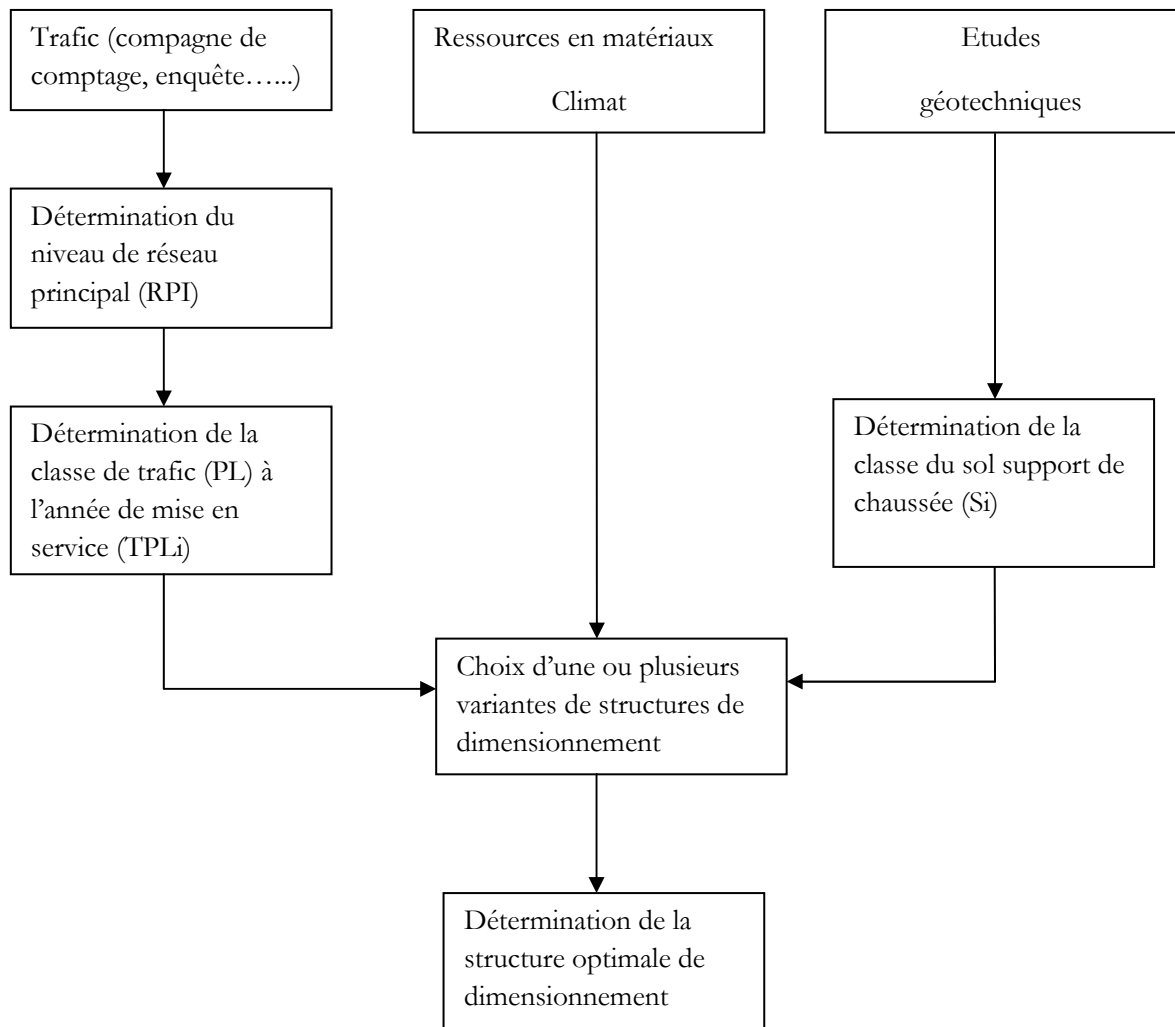 Trafic (compagne de
comptage, enquête…...)
Ressources en matériaux
Climat
Etudes
géotechniques
Détermination du
niveau de réseau
principal (RPI)
Détermination de la
classe de trafic (PL) à
l’année de mise en
service (TPLi)
Détermination de la
classe du sol support de
chaussée (Si)
Choix d’une ou plusieurs
variantes de structures de
dimensionnement
Détermination de la
structure optimale de
dimensionnement